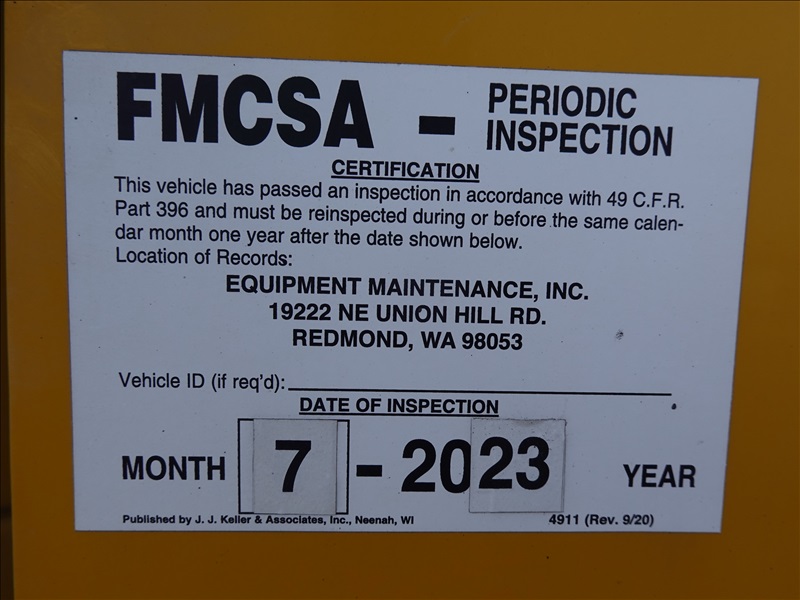 FMCSA - PERIODIC
INSPECTION
CERTIFICATION
This vehicle has passed an inspection in accordance with 49 C.F.R.
Part 396 and must be reinspected during or before the same calen-
dar month one year after the date shown below.
Location of Records:
EQUIPMENT MAINTENANCE, INC.
19222 NE UNION HILL RD.
REDMOND, WA 98053
Vehicle ID (if req'd):
DATE OF INSPECTION
MONTH 7 - 2023 YEAR
Published by J. J. Keller & Associates, Inc., Neenah, WI 4911 (Rev. 9/20)